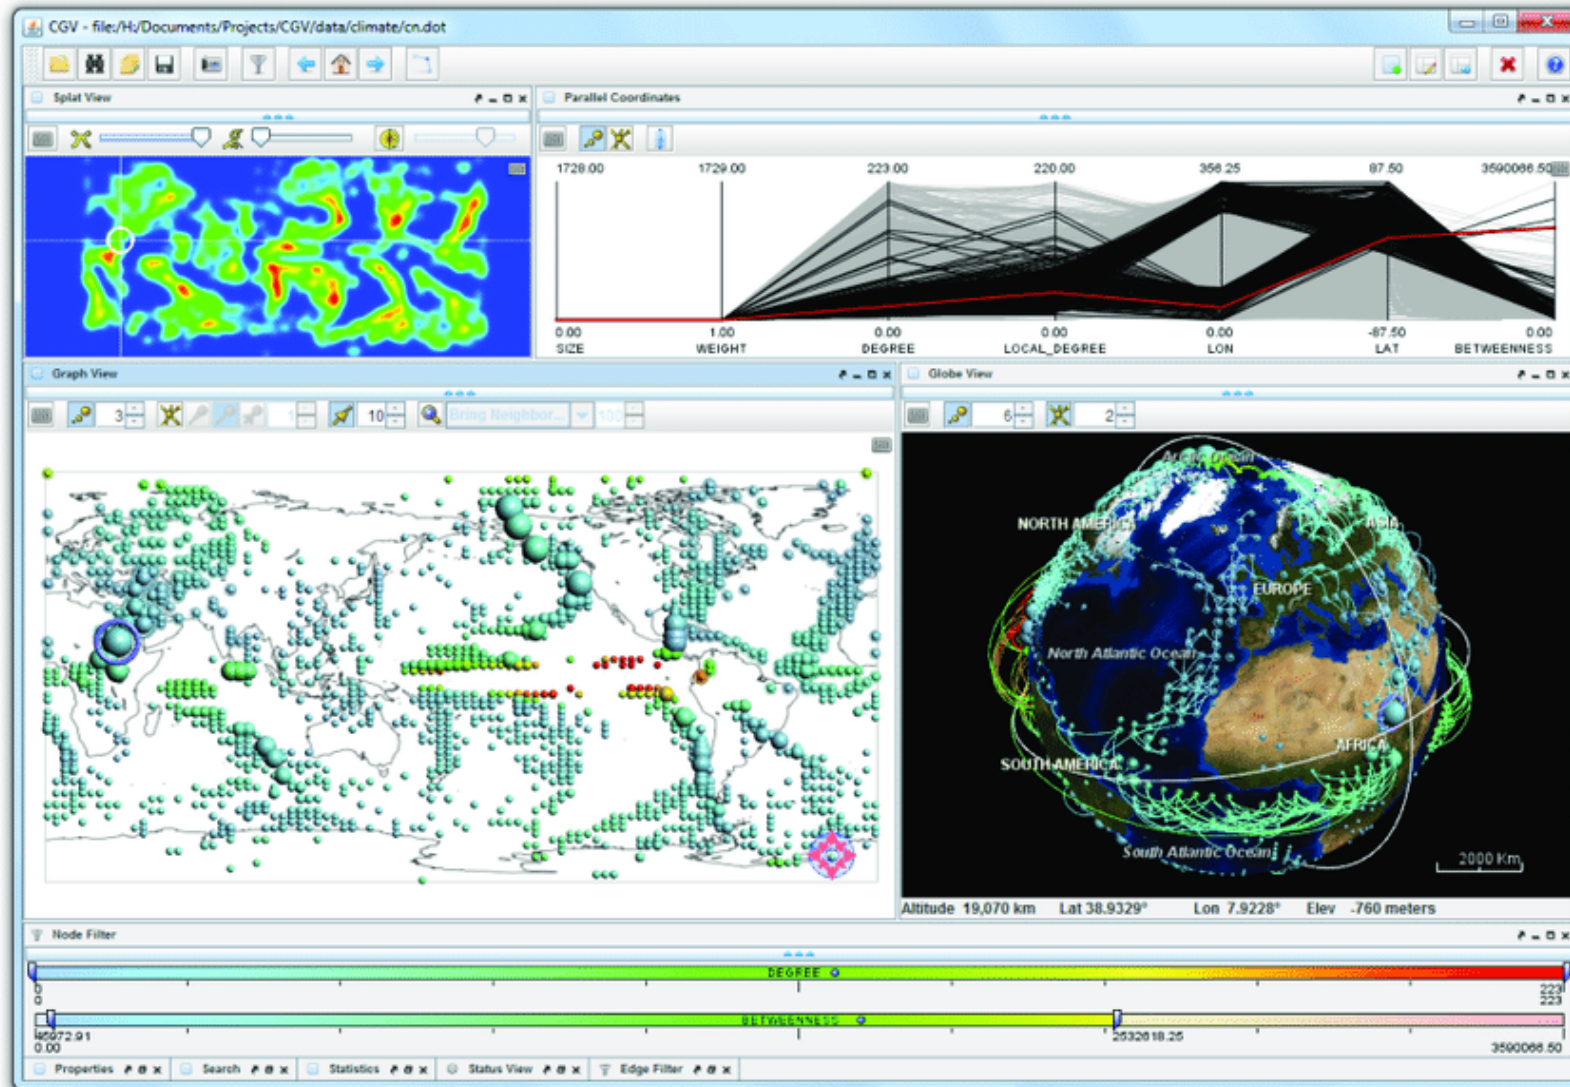 CGV - file:/H:/Documents/Projects/CGV/data/climate/cn.dot
Splat View
Parallel Coordinates
1728.00 1729.00 223.00 220.00 356.25 87.50 3590066.50
0.00 1.00 0.00 0.00 0.00 -87.50 0.00
SIZE WEIGHT DEGREE LOCAL_DEGREE LON LAT BETWEENNESS
Graph View
3 1 10 Bring Neighbor... 100
Globe View
6 2
Arctic Ocean
NORTH AMERICA
ASIA
EUROPE
North Atlantic Ocean
AFRICA
SOUTH AMERICA
South Atlantic Ocean
2000 Km
Altitude 19,070 km Lat 38.9329° Lon 7.9228° Elev -760 meters
Node Filter
DEGREE
0 223
0 223
BETWEENNESS
2532618.25
0.00 3590066.50
Properties Search Statistics Status View Edge Filter